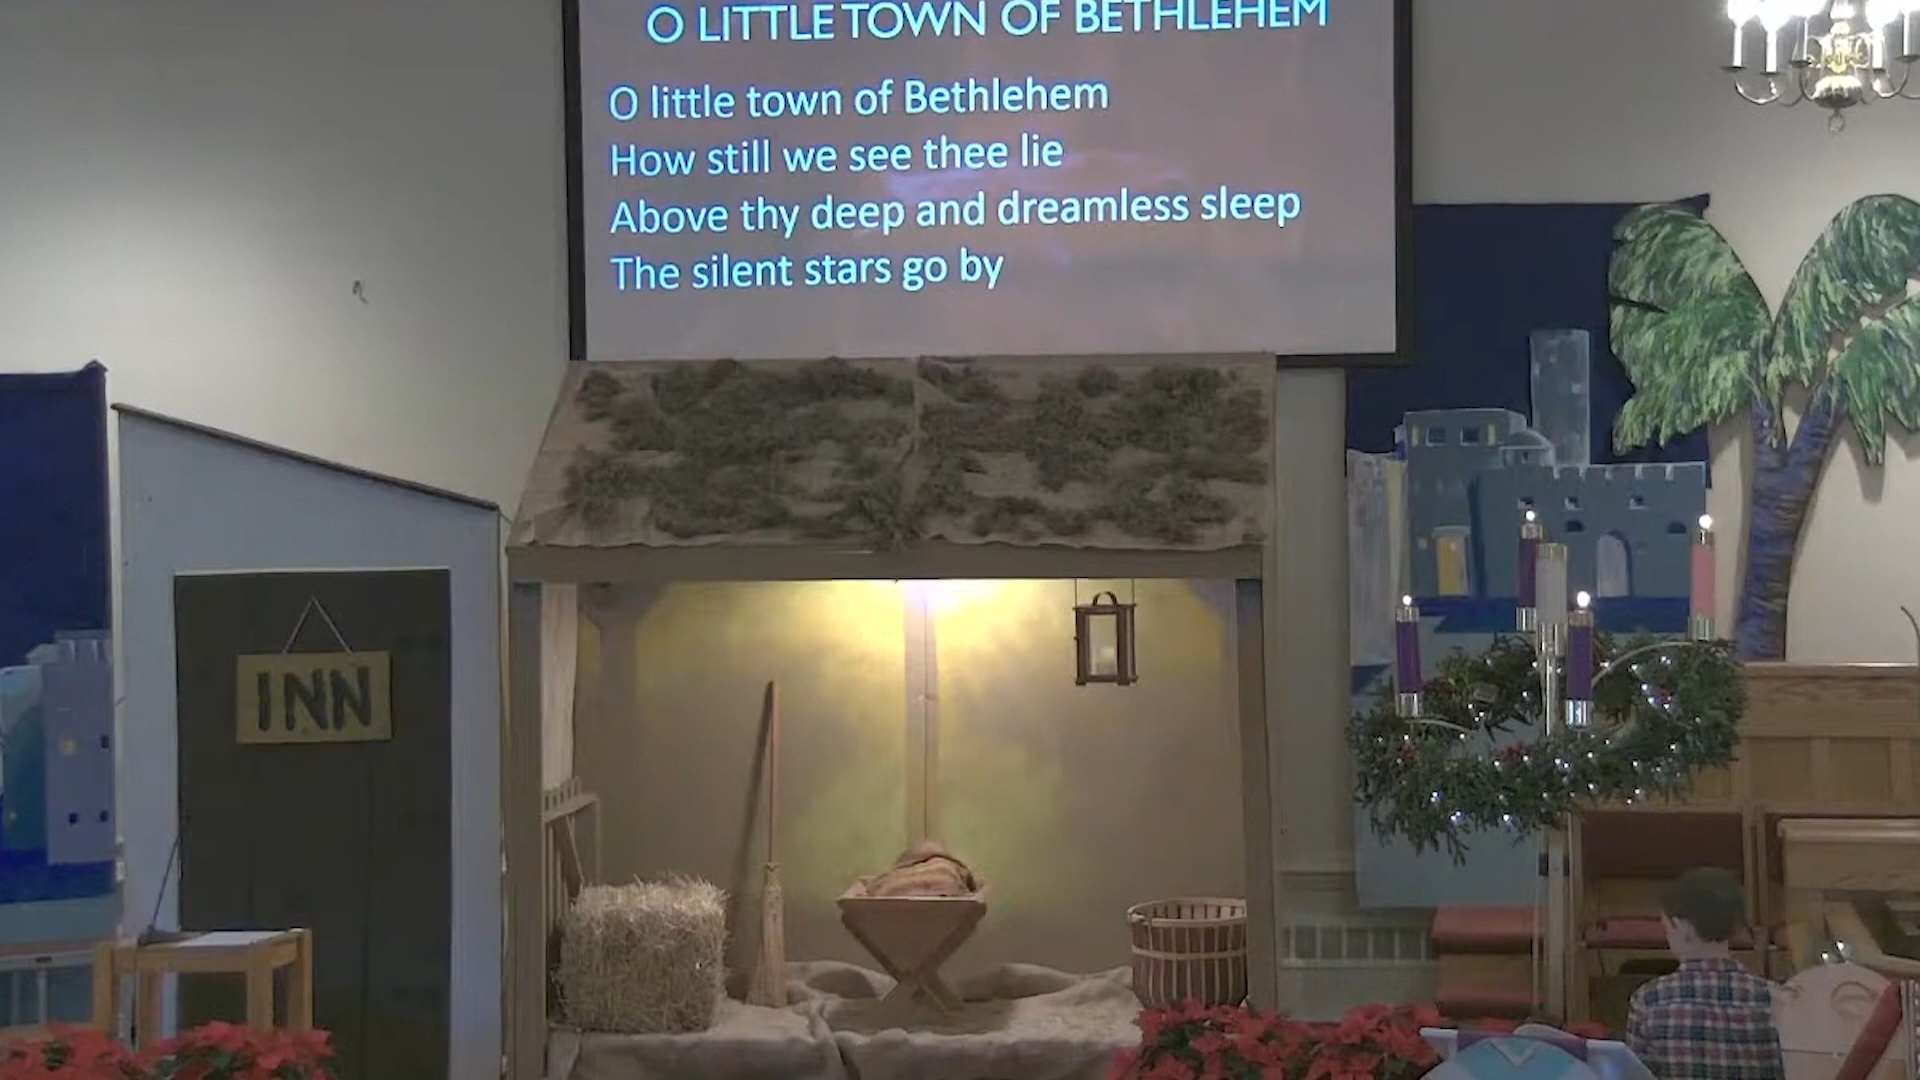 O LITTLE TOWN OF BETHLEHEM
O little town of Bethlehem
How still we see thee lie
Above thy deep and dreamless sleep
The silent stars go by
INN